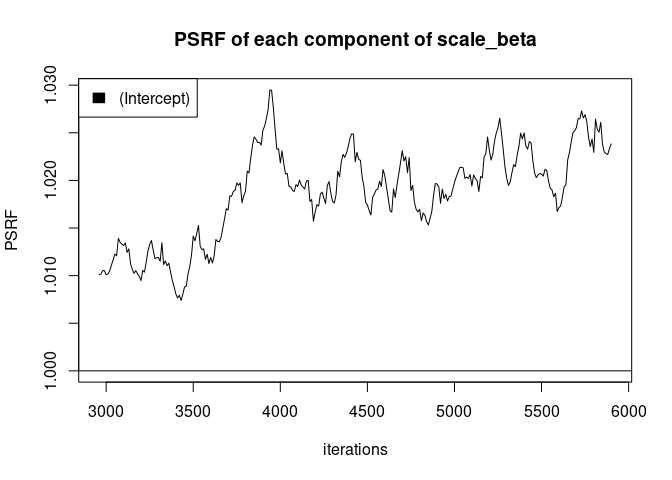 PSRF of each component of scale_beta
(Intercept)
PSRF
1.030
1.020
1.010
1.000
3000 3500 4000 4500 5000 5500 6000
iterations